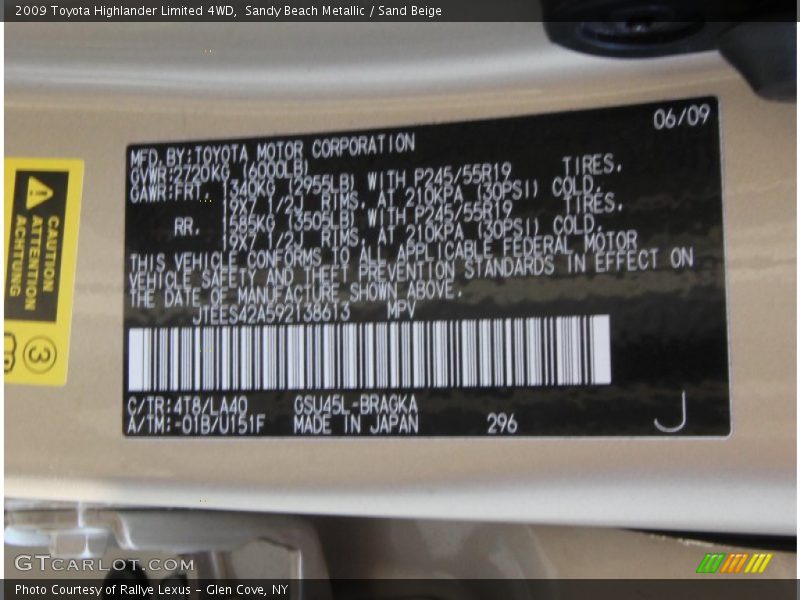 2009 Toyota Highlander Limited 4WD,  Sandy Beach Metallic / Sand Beige
06/09
MFD. BY:TOYOTA MOTOR CORPORATION
GVWR:2720KG (6000LB)
GAWR:FRT. 1340KG (2955LB) WITH P245/55R19 TIRES,
19X7 1/2J RIMS, AT 210KPA (30PSI) COLD.
RR. 1585KG (3505LB) WITH P245/55R19 TIRES,
19X7 1/2J RIMS, AT 210KPA (30PSI) COLD.
THIS VEHICLE CONFORMS TO ALL APPLICABLE FEDERAL MOTOR
VEHICLE SAFETY AND THEFT PREVENTION STANDARDS IN EFFECT ON
THE DATE OF MANUFACTURE SHOWN ABOVE.
JTEES42A592138613 MPV
C/TR:4T8/LA40 GSU45L-BRAGKA
A/TM:-01B/U151F MADE IN JAPAN 296 J
CAUTION
ATTENTION
ACHTUNG
3
GTCARLOT.COM
Photo Courtesy of Rallye Lexus - Glen Cove, NY